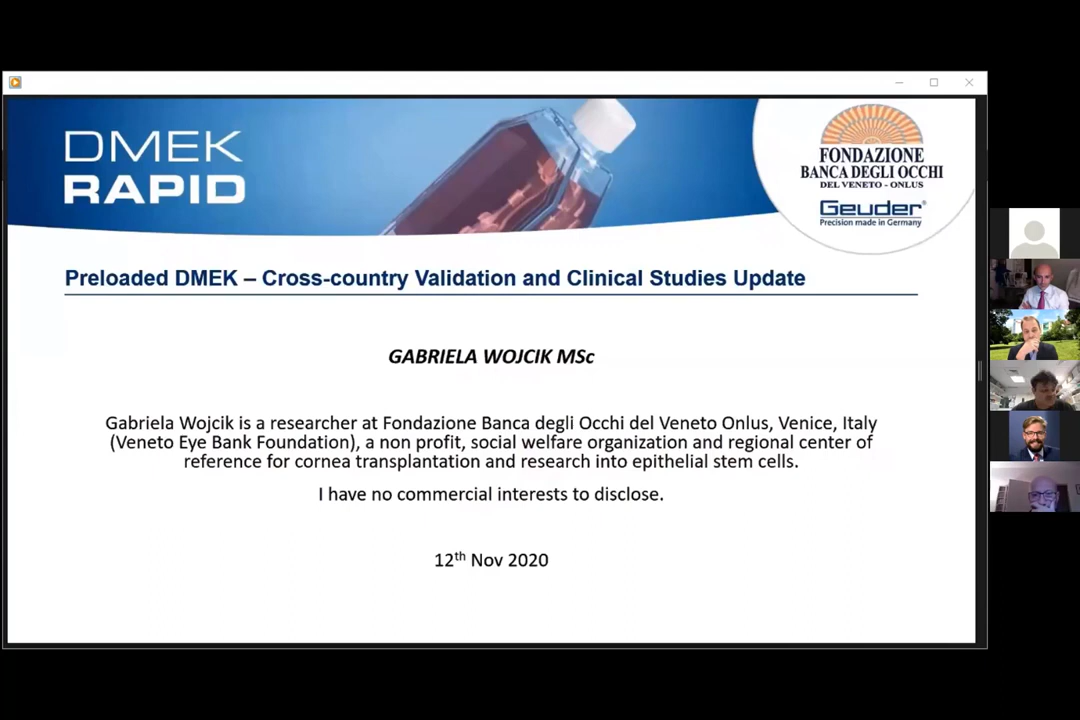 DMEK
RAPID
FONDAZIONE
BANCA DEGLI OCCHI
DEL VENETO - ONLUS
Geuder®
Precision made in Germany
Preloaded DMEK – Cross-country Validation and Clinical Studies Update
GABRIELA WOJCIK MSc
Gabriela Wojcik is a researcher at Fondazione Banca degli Occhi del Veneto Onlus, Venice, Italy
(Veneto Eye Bank Foundation), a non profit, social welfare organization and regional center of
reference for cornea transplantation and research into epithelial stem cells.
I have no commercial interests to disclose.
12th Nov 2020